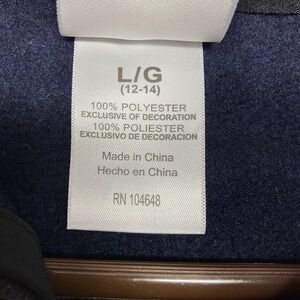 L/G
(12-14)
100% POLYESTER
EXCLUSIVE OF DECORATION
100% POLIESTER
EXCLUSIVO DE DECORACION
Made in China
Hecho en China
RN 104648